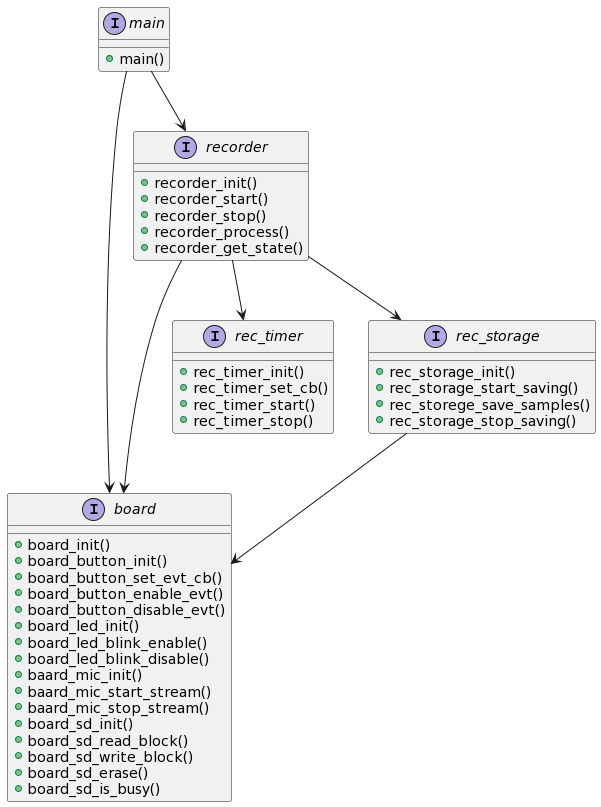 I main
main()
I recorder
recorder_init()
recorder_start()
recorder_stop()
recorder_process()
recorder_get_state()
I rec_timer
rec_timer_init()
rec_timer_set_cb()
rec_timer_start()
rec_timer_stop()
I rec_storage
rec_storage_init()
rec_storage_start_saving()
rec_storege_save_samples()
rec_storage_stop_saving()
I board
board_init()
board_button_init()
board_button_set_evt_cb()
board_button_enable_evt()
board_button_disable_evt()
board_led_init()
board_led_blink_enable()
board_led_blink_disable()
baard_mic_init()
baard_mic_start_stream()
baard_mic_stop_stream()
board_sd_init()
board_sd_read_block()
board_sd_write_block()
board_sd_erase()
board_sd_is_busy()